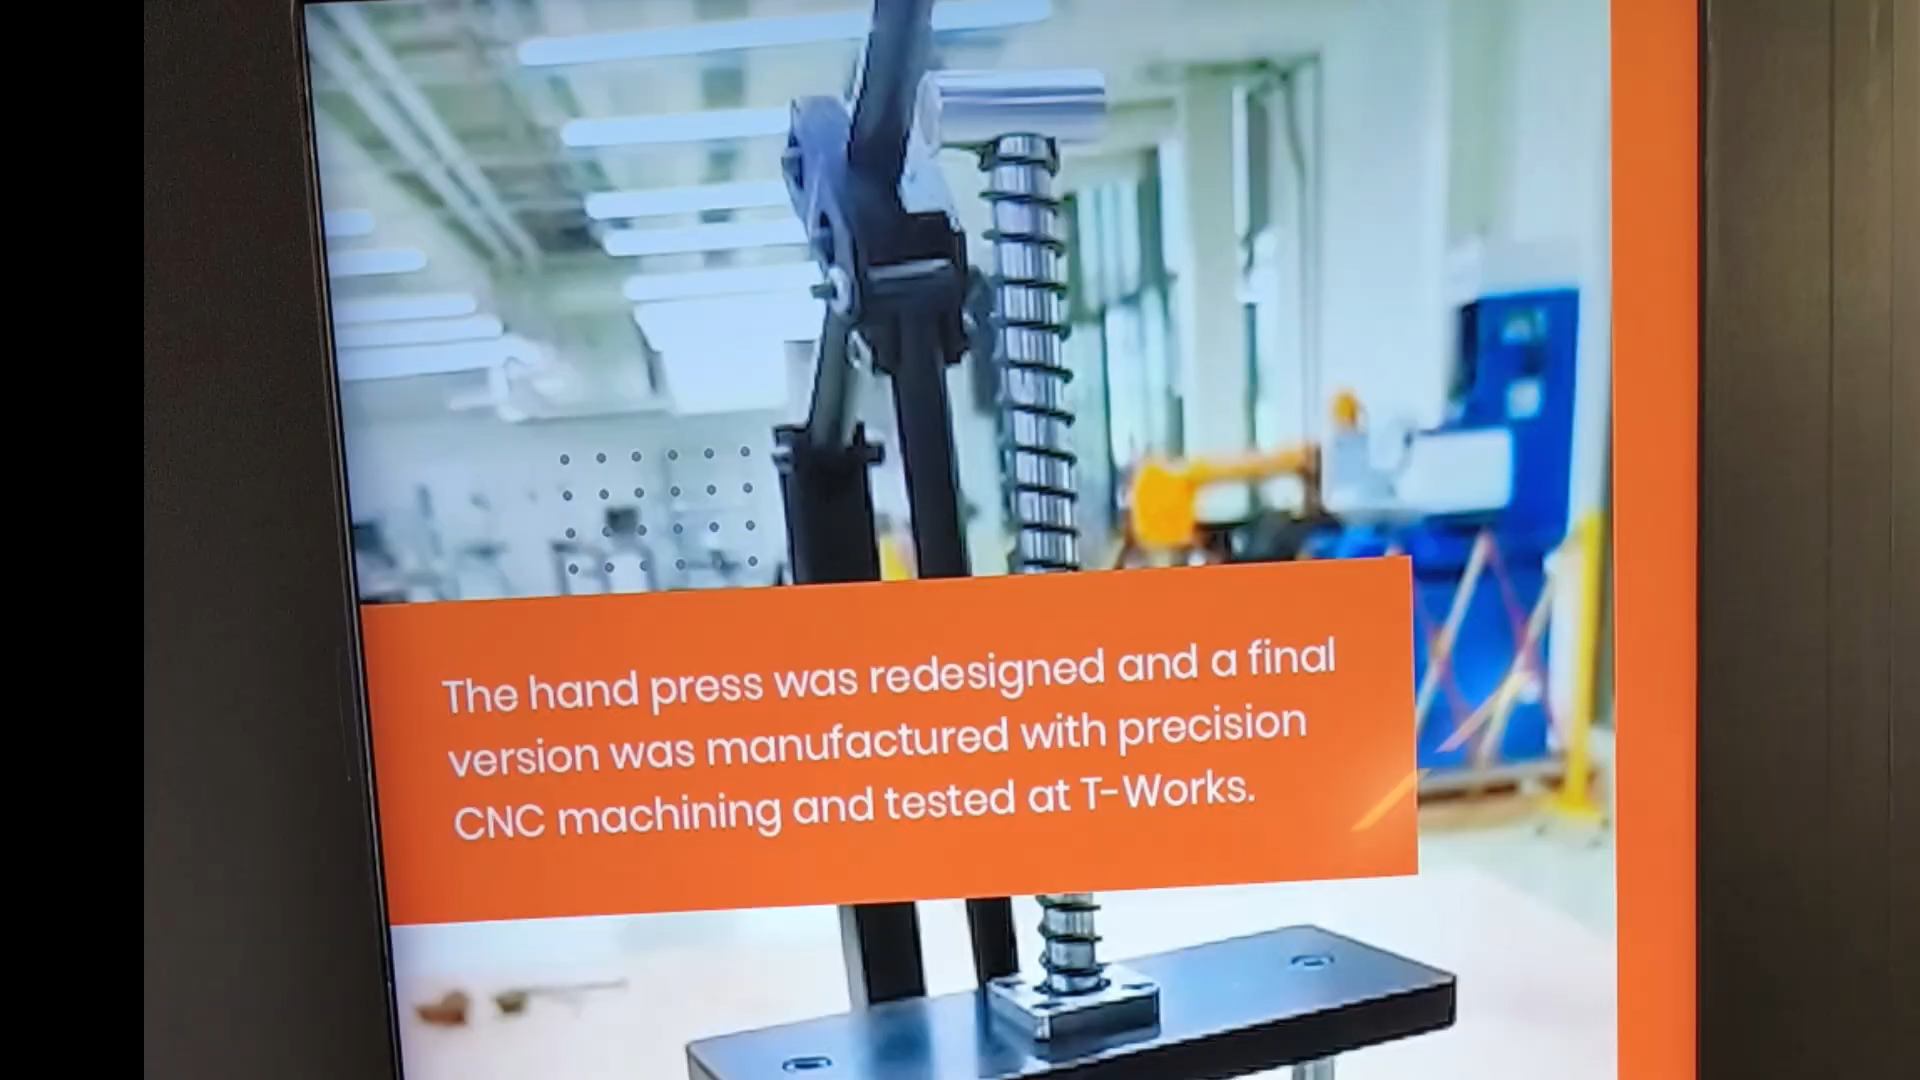 The hand press was redesigned and a final
version was manufactured with precision
CNC machining and tested at T-Works.